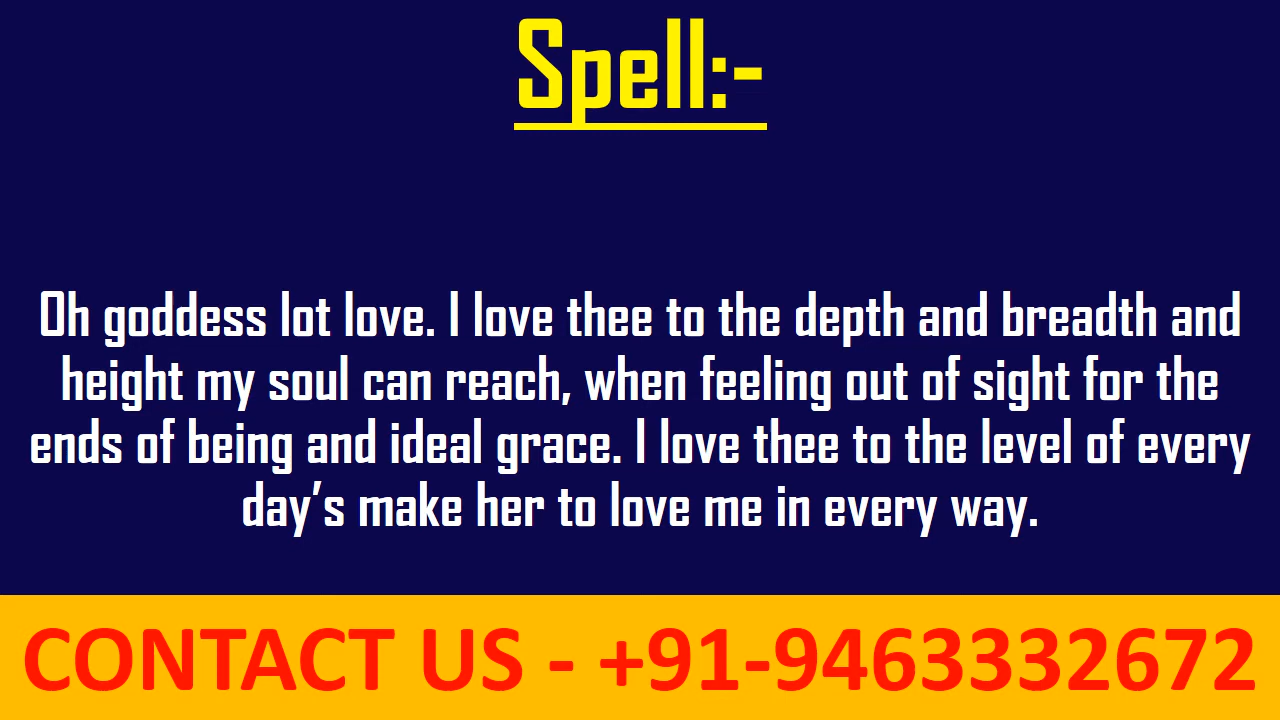 Spell:-
Oh goddess lot love. I love thee to the depth and breadth and
height my soul can reach, when feeling out of sight for the
ends of being and ideal grace. I love thee to the level of every
day's make her to love me in every way.
CONTACT US - +91-9463332672